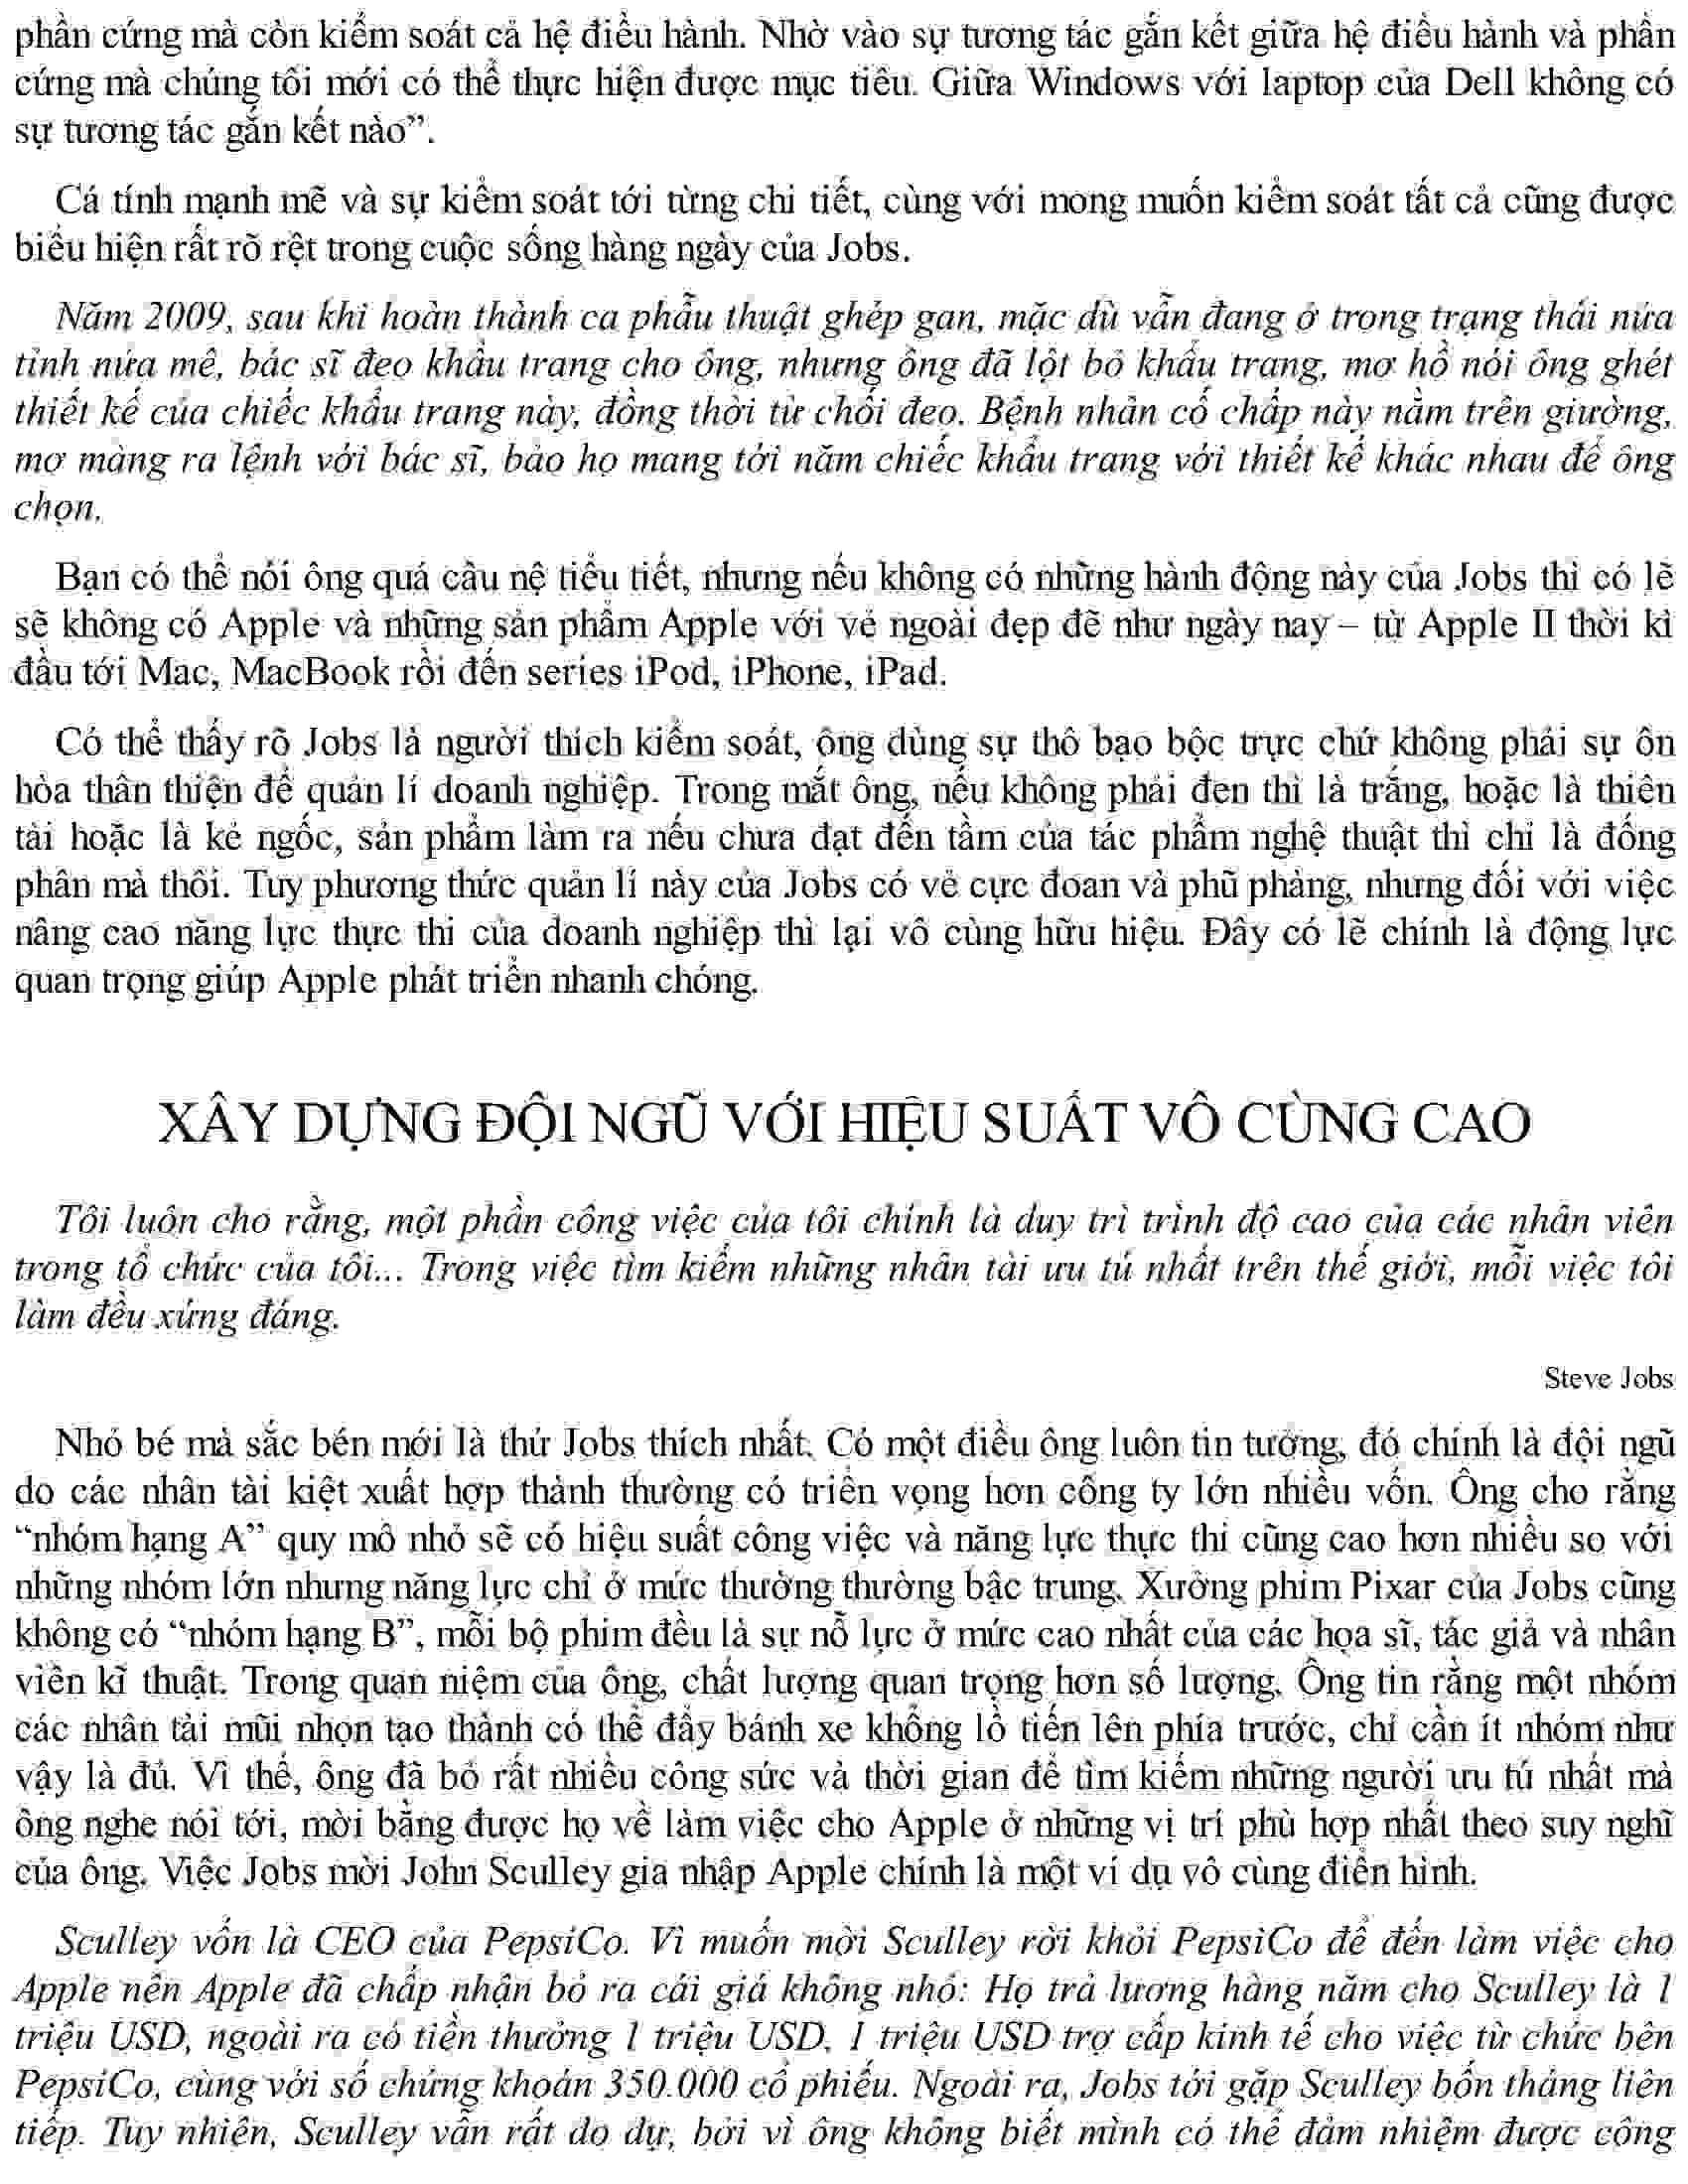 phần cứng mà còn kiểm soát cả hệ điều hành. Nhờ vào sự tương tác gắn kết giữa hệ điều hành và phần
cứng mà chúng tôi mới có thể thực hiện được mục tiêu. Giữa Windows với laptop của Dell không có
sự tương tác gắn kết nào”.
Cá tính mạnh mẽ và sự kiểm soát tới từng chi tiết, cùng với mong muốn kiểm soát tất cả cũng được
biểu hiện rất rõ rệt trong cuộc sống hàng ngày của Jobs.
Năm 2009, sau khi hoàn thành ca phẫu thuật ghép gan, mặc dù vẫn đang ở trong trạng thái nửa
tỉnh nửa mê, bác sĩ đeo khẩu trang cho ông, nhưng ông đã lột bỏ khẩu trang, mơ hồ nói ông ghét
thiết kế của chiếc khẩu trang này, đồng thời từ chối đeo. Bệnh nhân cố chấp này nằm trên giường,
mơ màng ra lệnh với bác sĩ, bảo họ mang tới năm chiếc khẩu trang với thiết kế khác nhau để ông
chọn.
Bạn có thể nói ông quá câu nệ tiểu tiết, nhưng nếu không có những hành động này của Jobs thì có lẽ
sẽ không có Apple và những sản phẩm Apple với vẻ ngoài đẹp đẽ như ngày nay – từ Apple II thời kì
đầu tới Mac, MacBook rồi đến series iPod, iPhone, iPad.
Có thể thấy rõ Jobs là người thích kiểm soát, ông dùng sự thô bạo bộc trực chứ không phải sự ôn
hòa thân thiện để quản lí doanh nghiệp. Trong mắt ông, nếu không phải đen thì là trắng, hoặc là thiên
tài hoặc là kẻ ngốc, sản phẩm làm ra nếu chưa đạt đến tầm của tác phẩm nghệ thuật thì chỉ là đống
phân mà thôi. Tuy phương thức quản lí này của Jobs có vẻ cực đoan và phũ phàng, nhưng đối với việc
nâng cao năng lực thực thi của doanh nghiệp thì lại vô cùng hữu hiệu. Đây có lẽ chính là động lực
quan trọng giúp Apple phát triển nhanh chóng.
XÂY DỰNG ĐỘI NGŨ VỚI HIỆU SUẤT VÔ CÙNG CAO
Tôi luôn cho rằng, một phần công việc của tôi chính là duy trì trình độ cao của các nhân viên
trong tổ chức của tôi... Trong việc tìm kiếm những nhân tài ưu tú nhất trên thế giới, mỗi việc tôi
làm đều xứng đáng.
Steve Jobs
Nhỏ bé mà sắc bén mới là thứ Jobs thích nhất. Có một điều ông luôn tin tưởng, đó chính là đội ngũ
do các nhân tài kiệt xuất hợp thành thường có triển vọng hơn công ty lớn nhiều vốn. Ông cho rằng
“nhóm hạng A” quy mô nhỏ sẽ có hiệu suất công việc và năng lực thực thi cũng cao hơn nhiều so với
những nhóm lớn nhưng năng lực chỉ ở mức thường thường bậc trung. Xưởng phim Pixar của Jobs cũng
không có “nhóm hạng B”, mỗi bộ phim đều là sự nỗ lực ở mức cao nhất của các họa sĩ, tác giả và nhân
viên kĩ thuật. Trong quan niệm của ông, chất lượng quan trọng hơn số lượng. Ông tin rằng một nhóm
các nhân tài mũi nhọn tạo thành có thể đẩy bánh xe khổng lồ tiến lên phía trước, chỉ cần ít nhóm như
vậy là đủ. Vì thế, ông đã bỏ rất nhiều công sức và thời gian để tìm kiếm những người ưu tú nhất mà
ông nghe nói tới, mời bằng được họ về làm việc cho Apple ở những vị trí phù hợp nhất theo suy nghĩ
của ông. Việc Jobs mời John Sculley gia nhập Apple chính là một ví dụ vô cùng điển hình.
Sculley vốn là CEO của PepsiCo. Vì muốn mời Sculley rời khỏi PepsiCo để đến làm việc cho
Apple nên Apple đã chấp nhận bỏ ra cái giá không nhỏ: Họ trả lương hàng năm cho Sculley là 1
triệu USD, ngoài ra có tiền thưởng 1 triệu USD, 1 triệu USD trợ cấp kinh tế cho việc từ chức bên
PepsiCo, cùng với số chứng khoán 350.000 cổ phiếu. Ngoài ra, Jobs tới gặp Sculley bốn tháng liên
tiếp. Tuy nhiên, Sculley vẫn rất do dự, bởi vì ông không biết mình có thể đảm nhiệm được công